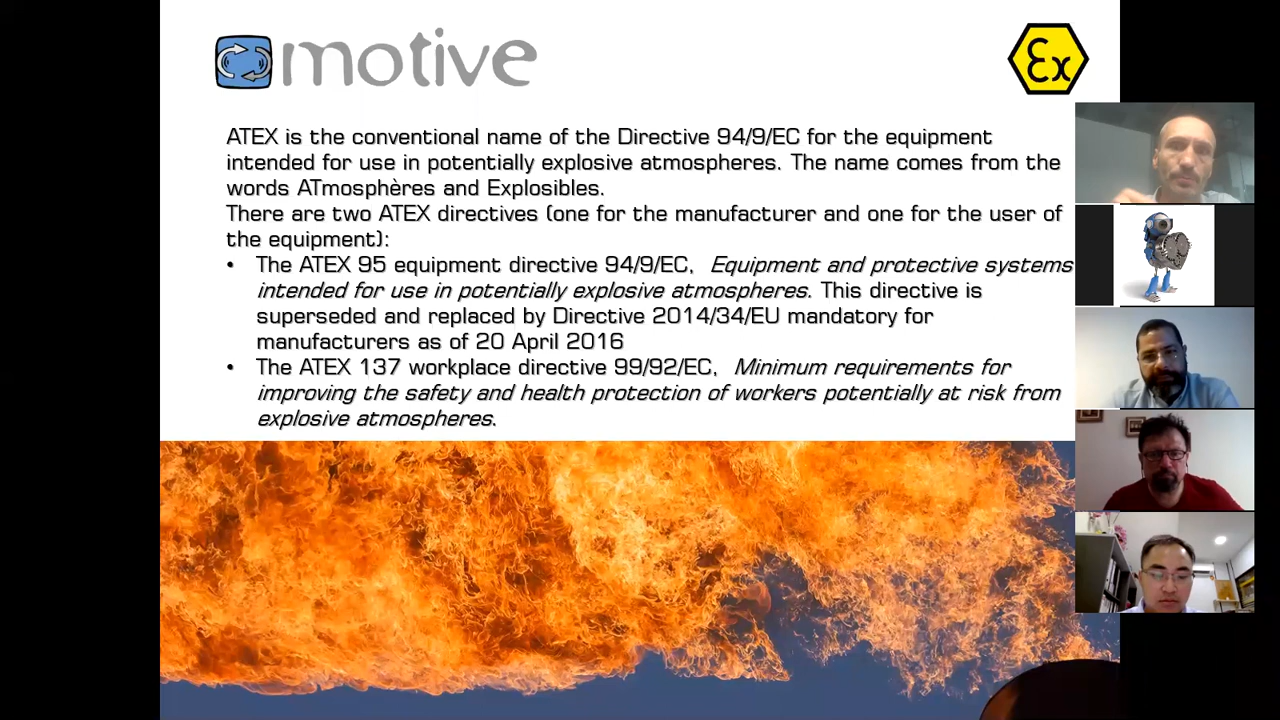 motive
Ex
ATEX is the conventional name of the Directive 94/9/EC for the equipment
intended for use in potentially explosive atmospheres. The name comes from the
words ATmosphères and Explosibles.
There are two ATEX directives (one for the manufacturer and one for the user of
the equipment):
• The ATEX 95 equipment directive 94/9/EC, Equipment and protective systems
intended for use in potentially explosive atmospheres. This directive is
superseded and replaced by Directive 2014/34/EU mandatory for
manufacturers as of 20 April 2016
• The ATEX 137 workplace directive 99/92/EC, Minimum requirements for
improving the safety and health protection of workers potentially at risk from
explosive atmospheres.